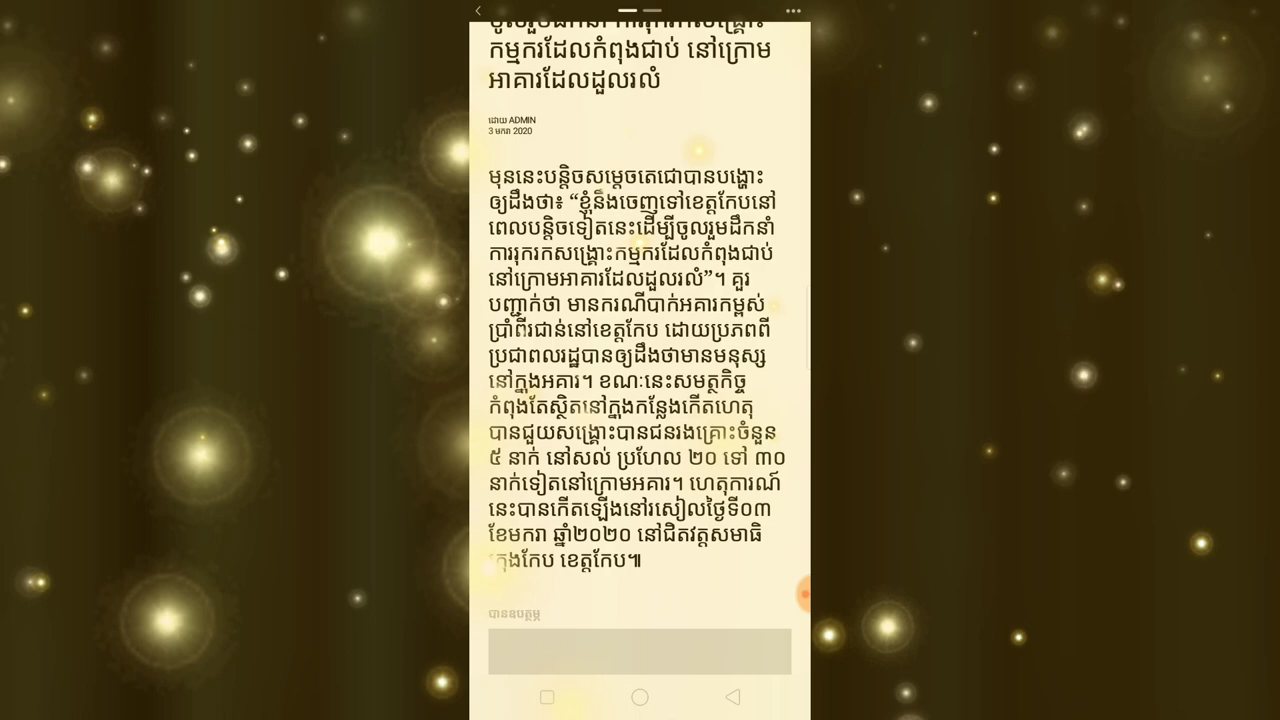 កម្មករដែលកំពុងជាប់ នៅក្រោម
អាគារដែលដួលរលំ
ដោយ ADMIN
3 មករា 2020
មុននេះបន្តិចសម្តេចតេជោបានបង្ហោះ
ឲ្យដឹងថា៖ “ខ្ញុំនឹងចេញទៅខេត្តកែបនៅ
ពេលបន្តិចទៀតនេះដើម្បីចូលរួមដឹកនាំ
ការរុករកសង្គ្រោះកម្មករដែលកំពុងជាប់
នៅក្រោមអាគារដែលដួលរលំ”។ គួរ
បញ្ជាក់ថា មានករណីបាក់អគារកម្ពស់
ប្រាំពីរជាន់នៅខេត្តកែប ដោយប្រភពពី
ប្រជាពលរដ្ឋបានឲ្យដឹងថាមានមនុស្ស
នៅក្នុងអគារ។ ខណៈនេះសមត្ថកិច្ច
កំពុងតែស្ថិតនៅក្នុងកន្លែងកើតហេតុ
បានជួយសង្គ្រោះបានជនរងគ្រោះចំនួន
៥ នាក់ នៅសល់ ប្រហែល ២០ ទៅ ៣០
នាក់ទៀតនៅក្រោមអគារ។ ហេតុការណ៍
នេះបានកើតឡើងនៅរសៀលថ្ងៃទី០៣
ខែមករា ឆ្នាំ២០២០ នៅជិតវត្តសមាធិ
ក្រុងកែប ខេត្តកែប៕
បានឧបត្ថម្ភ